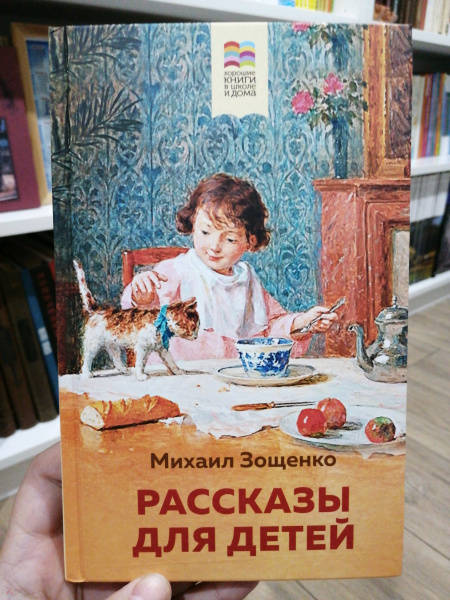 хорошие
книги
в школе
и дома
Михаил Зощенко
РАССКАЗЫ
ДЛЯ ДЕТЕЙ